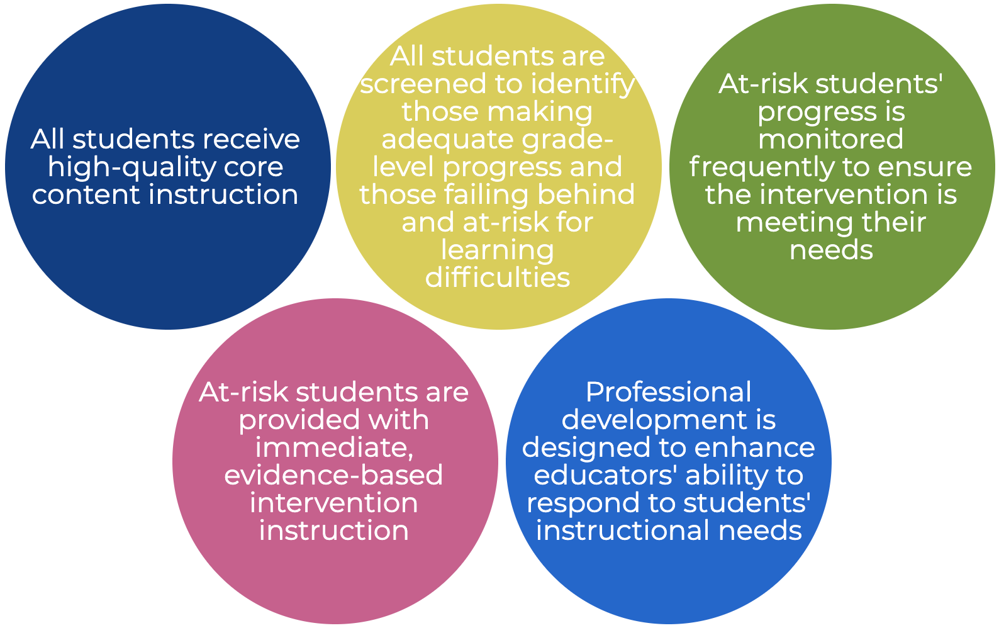 All students receive
high-quality core
content instruction
All students are
screened to identify
those making
adequate grade-
level progress and
those failing behind
and at-risk for
learning
difficulties
At-risk students'
progress is
monitored
frequently to ensure
the intervention is
meeting their
needs
At-risk students are
provided with
immediate,
evidence-based
intervention
instruction
Professional
development is
designed to enhance
educators' ability to
respond to students'
instructional needs